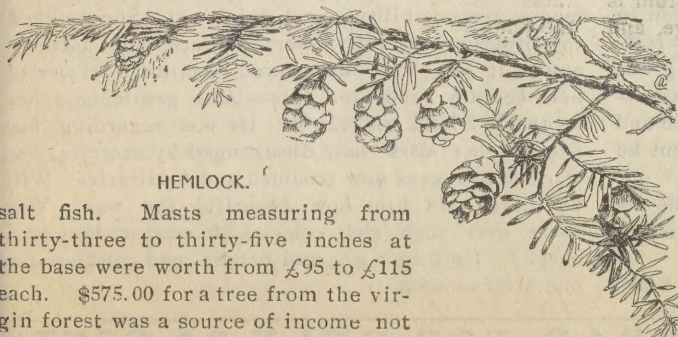 HEMLOCK.
salt fish. Masts measuring from
thirty-three to thirty-five inches at
the base were worth from £95 to £115
each. $575.00 for a tree from the vir-
gin forest was a source of income not